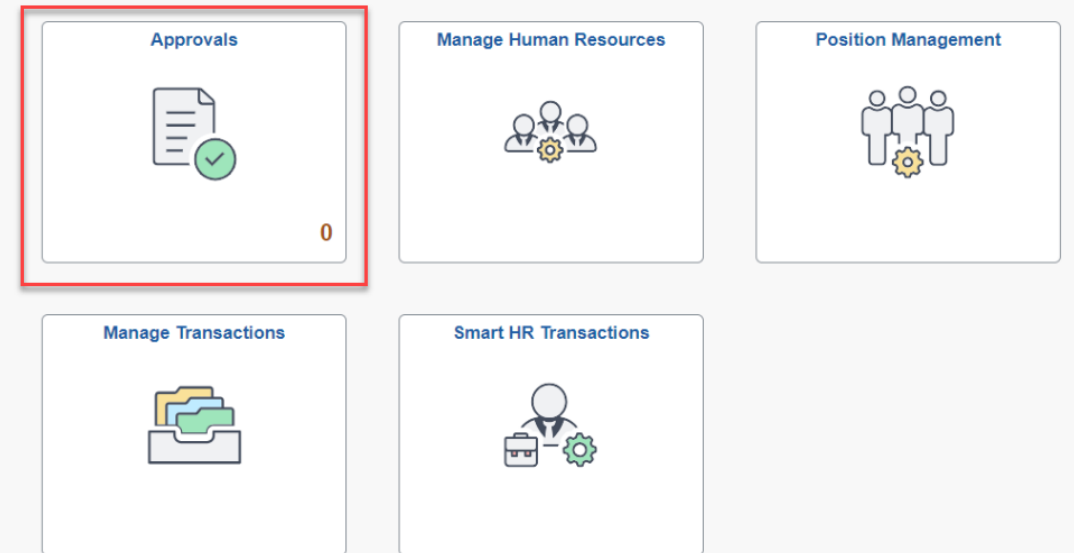 Approvals
Manage Human Resources
Position Management
0
Manage Transactions
Smart HR Transactions